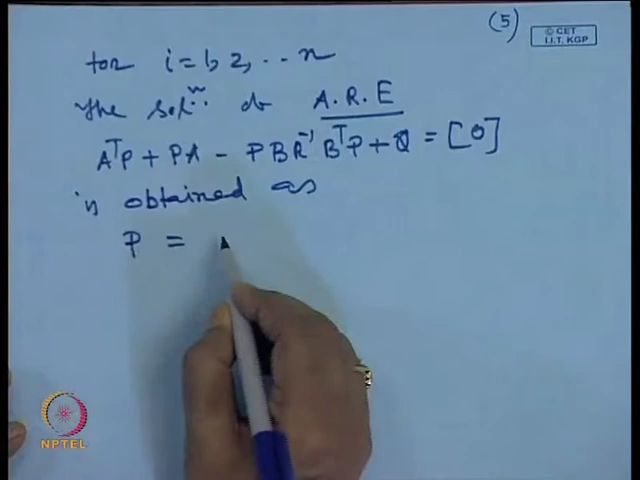 (5)
© CET
I.I.T. KGP
for i = 1, 2, .. n
The solⁿ of A.R.E
AᵀP + PA - PBR⁻¹BᵀP + Q = [0]
is obtained as
P =
NPTEL